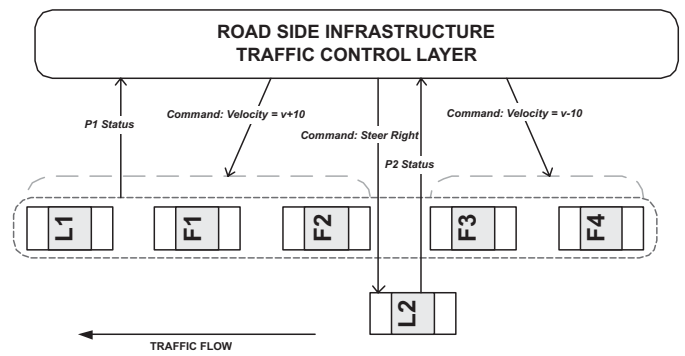 ROAD SIDE INFRASTRUCTURE
TRAFFIC CONTROL LAYER
P1 Status
Command: Velocity = v+10
Command: Steer Right
P2 Status
Command: Velocity = v-10
L1
F1
F2
F3
F4
L2
TRAFFIC FLOW